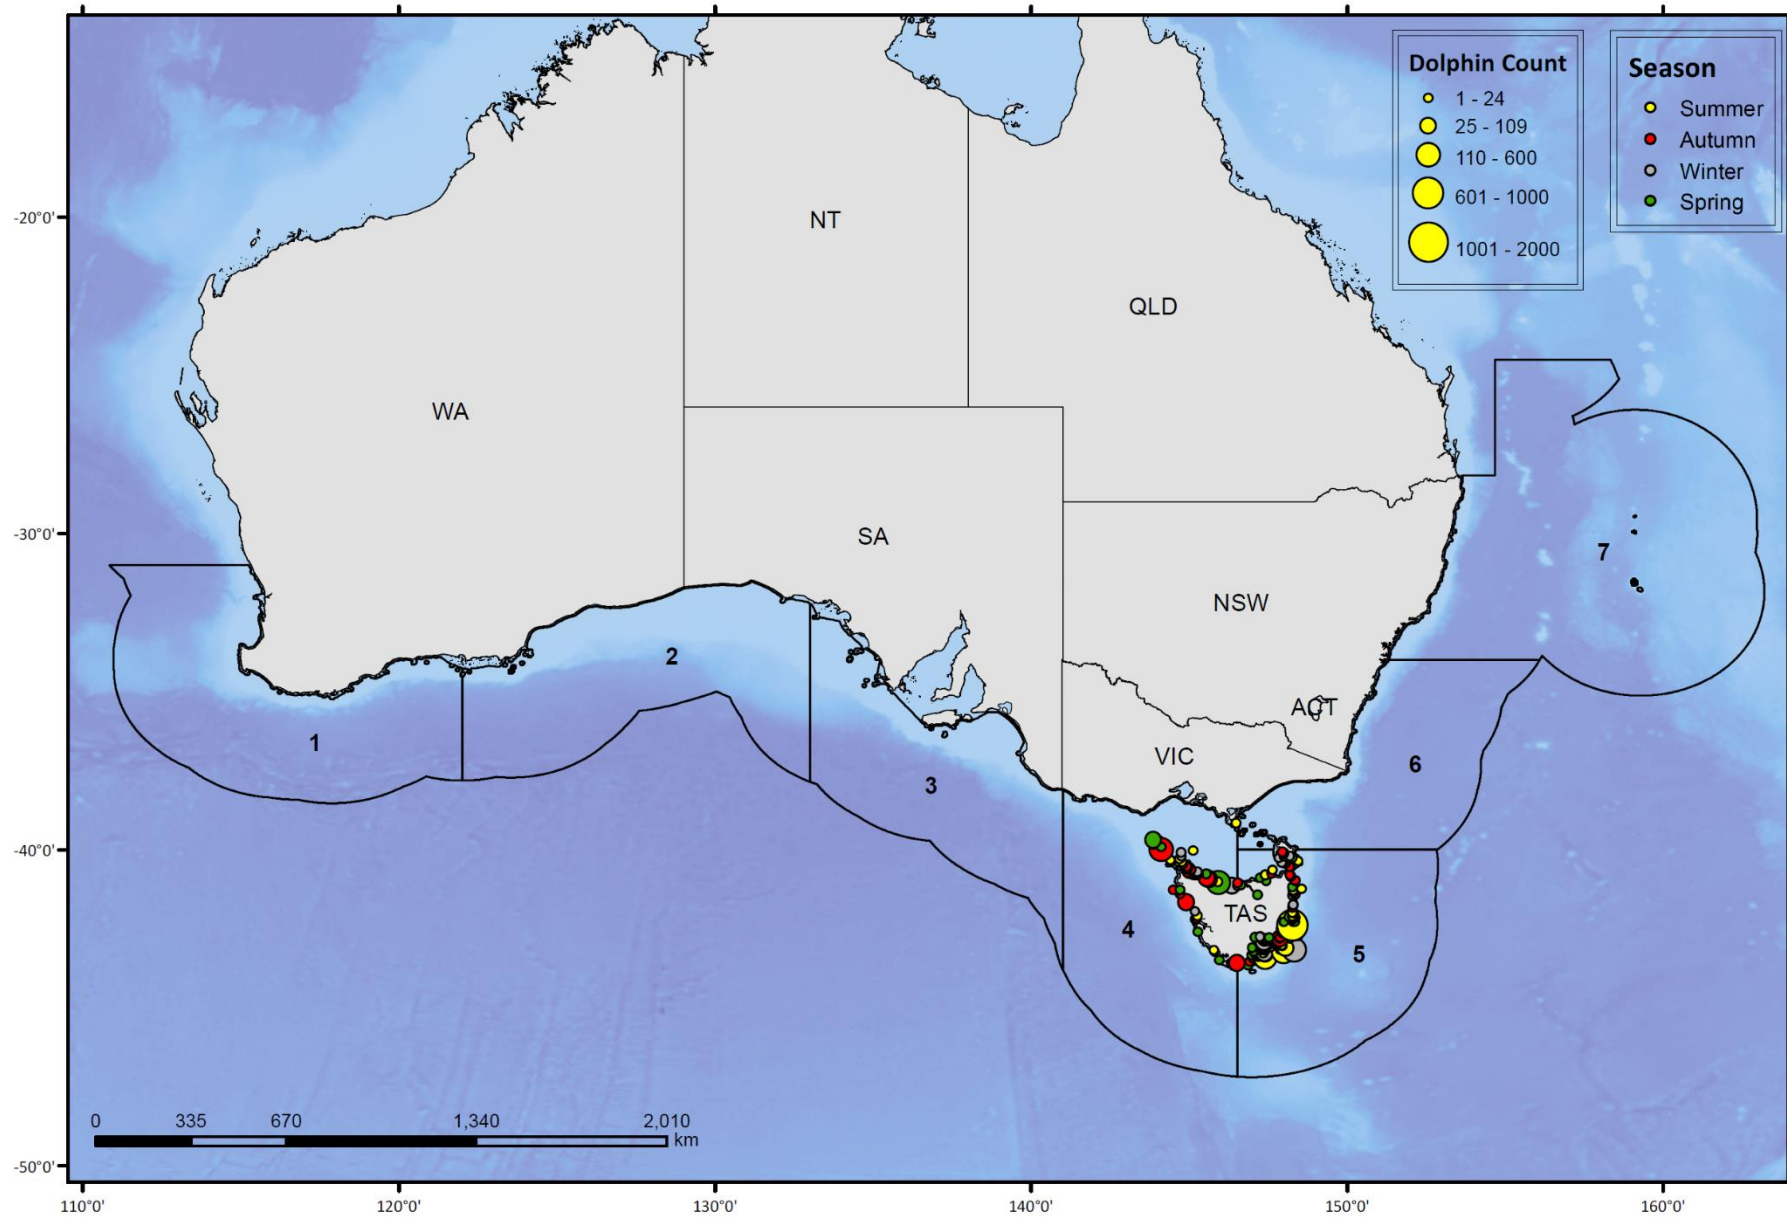 Dolphin Count
1 - 24
25 - 109
110 - 600
601 - 1000
1001 - 2000
Season
Summer
Autumn
Winter
Spring
-20°0'
-30°0'
-40°0'
-50°0'
NT
QLD
WA
SA
NSW
ACT
VIC
TAS
1
2
3
4
5
6
7
0 335 670 1,340 2,010
km
110°0' 120°0' 130°0' 140°0' 150°0' 160°0'